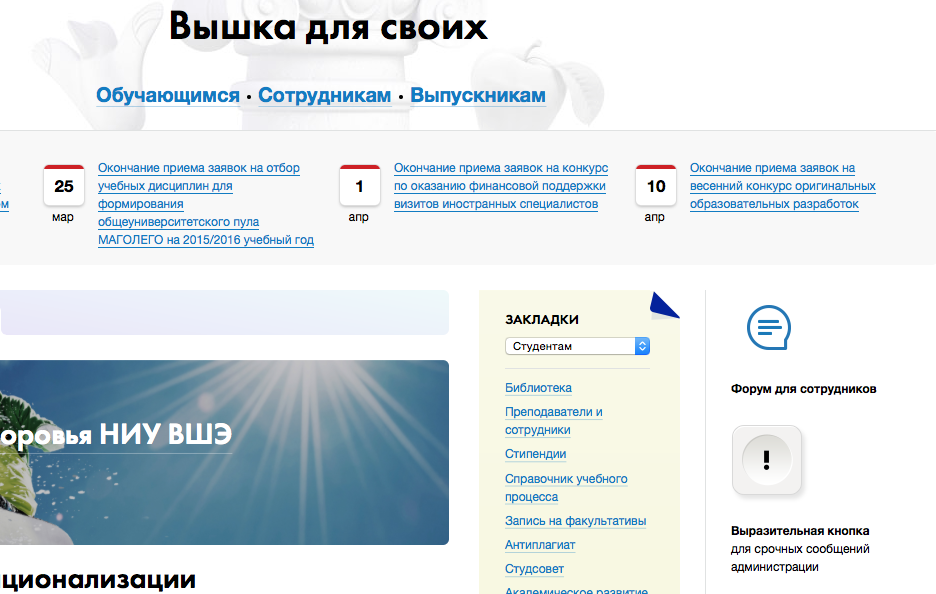 Вышка для своих
Обучающимся • Сотрудникам • Выпускникам
25
мар
Окончание приема заявок на отбор
учебных дисциплин для
формирования
общеуниверситетского пула
МАГОЛЕГО на 2015/2016 учебный год
1
апр
Окончание приема заявок на конкурс
по оказанию финансовой поддержки
визитов иностранных специалистов
10
апр
Окончание приема заявок на
весенний конкурс оригинальных
образовательных разработок
оровья НИУ ВШЭ
ционализации
ЗАКЛАДКИ
Студентам
Библиотека
Преподаватели и
сотрудники
Стипендии
Справочник учебного
процесса
Запись на факультативы
Антиплагиат
Студсовет
Академическое развитие
Форум для сотрудников
!
Выразительная кнопка
для срочных сообщений
администрации